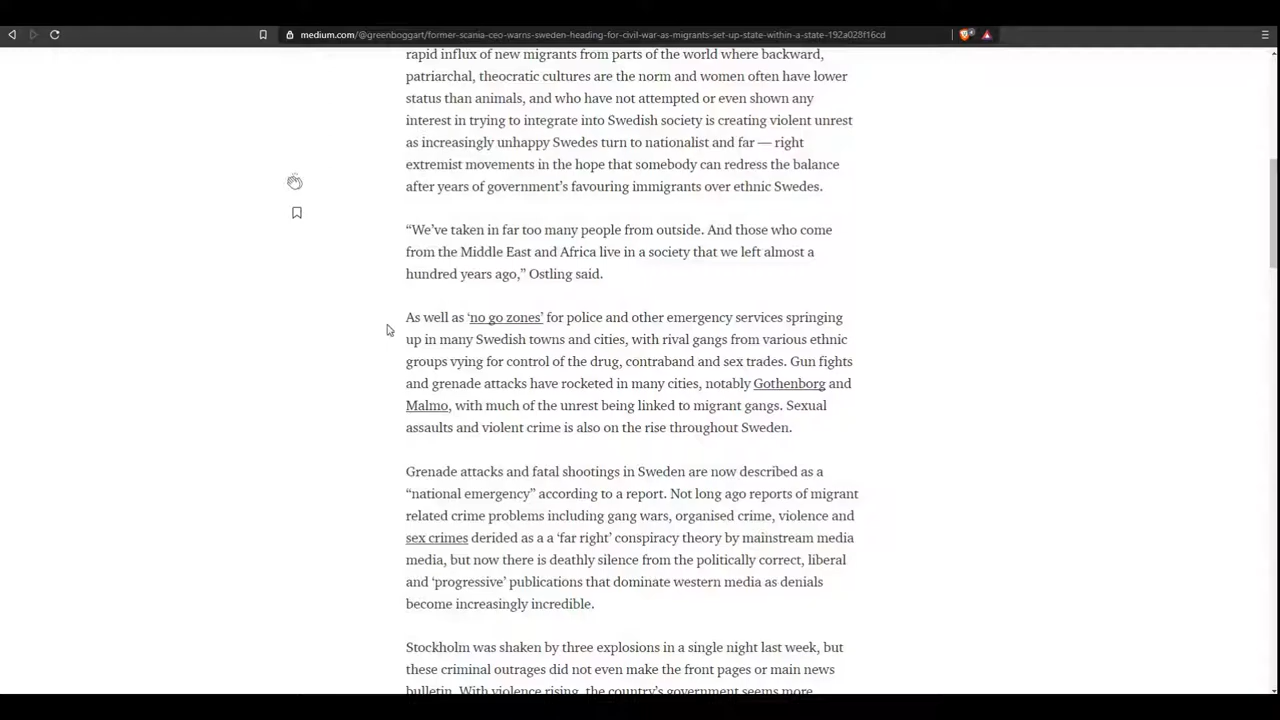 medium.com/@greenboggart/former-scania-ceo-warns-sweden-heading-for-civil-war-as-migrants-set-up-state-within-a-state-192a028f16cd
rapid influx of new migrants from parts of the world where backward,
patriarchal, theocratic cultures are the norm and women often have lower
status than animals, and who have not attempted or even shown any
interest in trying to integrate into Swedish society is creating violent unrest
as increasingly unhappy Swedes turn to nationalist and far — right
extremist movements in the hope that somebody can redress the balance
after years of government’s favouring immigrants over ethnic Swedes.
“We’ve taken in far too many people from outside. And those who come
from the Middle East and Africa live in a society that we left almost a
hundred years ago,” Ostling said.
As well as ‘no go zones’ for police and other emergency services springing
up in many Swedish towns and cities, with rival gangs from various ethnic
groups vying for control of the drug, contraband and sex trades. Gun fights
and grenade attacks have rocketed in many cities, notably Gothenborg and
Malmo, with much of the unrest being linked to migrant gangs. Sexual
assaults and violent crime is also on the rise throughout Sweden.
Grenade attacks and fatal shootings in Sweden are now described as a
“national emergency” according to a report. Not long ago reports of migrant
related crime problems including gang wars, organised crime, violence and
sex crimes derided as a a ‘far right’ conspiracy theory by mainstream media
media, but now there is deathly silence from the politically correct, liberal
and ‘progressive’ publications that dominate western media as denials
become increasingly incredible.
Stockholm was shaken by three explosions in a single night last week, but
these criminal outrages did not even make the front pages or main news
bulletin. With violence rising, the country’s government seems more